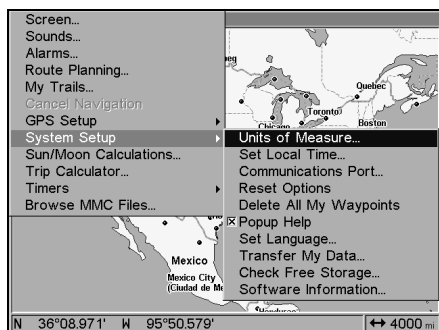 Screen...
Sounds...
Alarms...
Route Planning...
My Trails...
Cancel Navigation
GPS Setup
System Setup
Sun/Moon Calculations...
Trip Calculator...
Timers
Browse MMC Files...
Units of Measure...
Set Local Time...
Communications Port...
Reset Options
Delete All My Waypoints
Popup Help
Set Language...
Transfer My Data...
Check Free Storage...
Software Information...
Quebec
Toronto
Chicago
Boston
Mexico
Mexico City
(Ciudad de Me
N 36°08.971' W 95°50.579' ↔ 4000 mi